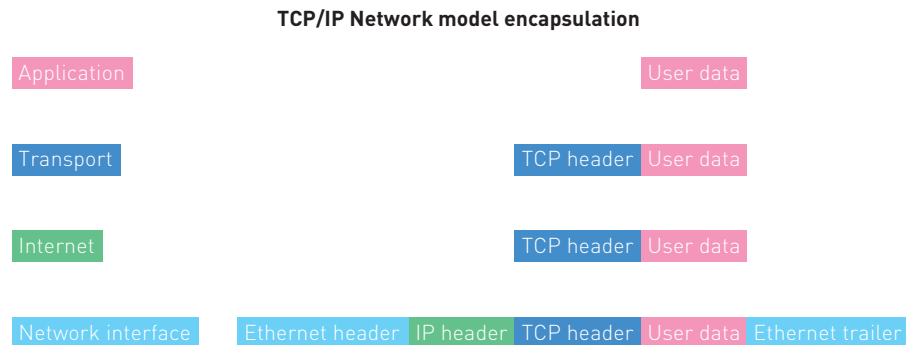 TCP/IP Network model encapsulation
Application User data
Transport TCP header User data
Internet TCP header User data
Network interface Ethernet header IP header TCP header User data Ethernet trailer